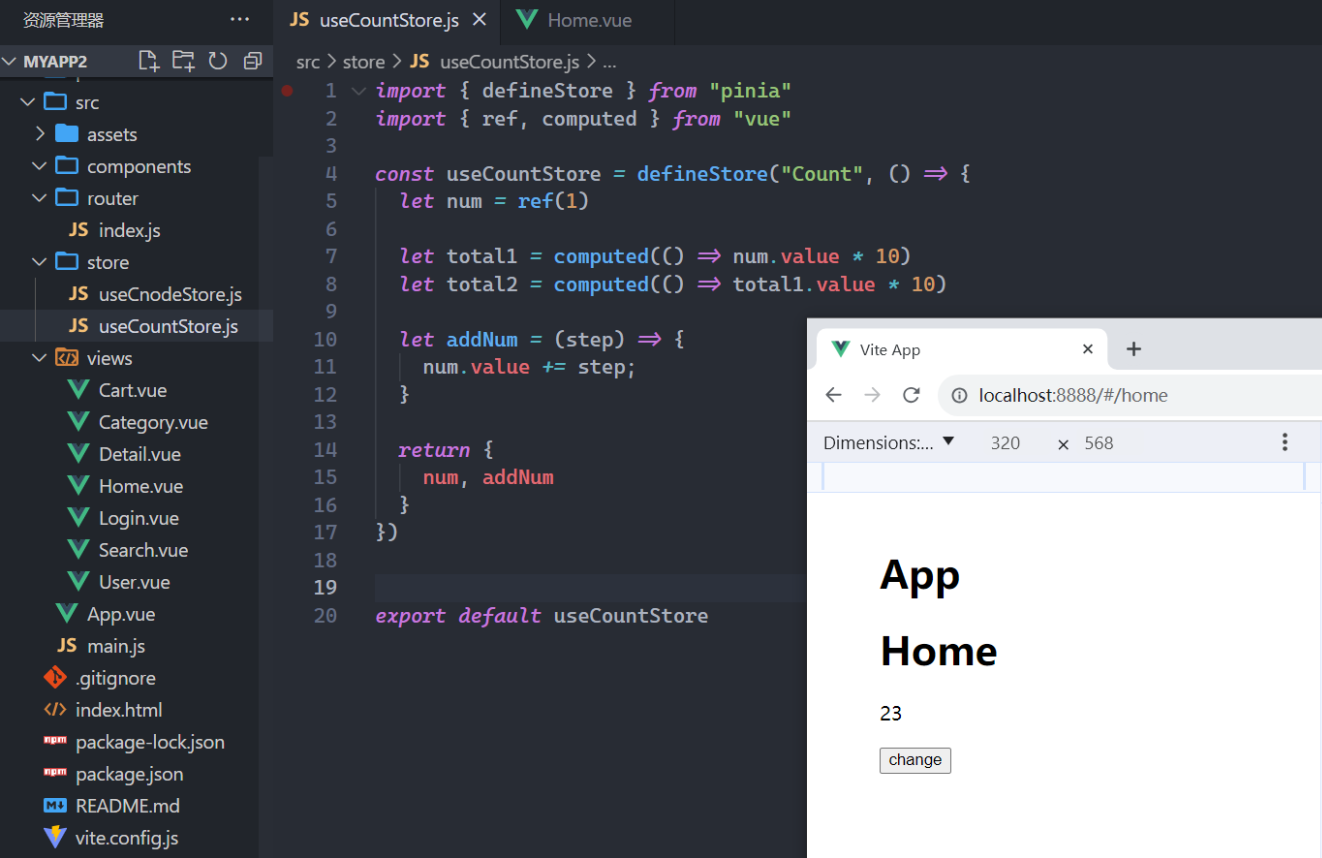 资源管理器 ...
MYAPP2
src
assets
components
router
JS index.js
store
JS useCnodeStore.js
JS useCountStore.js
views
Cart.vue
Category.vue
Detail.vue
Home.vue
Login.vue
Search.vue
User.vue
App.vue
JS main.js
.gitignore
</> index.html
npm package-lock.json
npm package.json
M↓ README.md
vite.config.js
JS useCountStore.js × Home.vue
src > store > JS useCountStore.js > ...
1 import { defineStore } from "pinia"
2 import { ref, computed } from "vue"
3
4 const useCountStore = defineStore("Count", () => {
5 let num = ref(1)
6
7 let total1 = computed(() => num.value * 10)
8 let total2 = computed(() => total1.value * 10)
9
10 let addNum = (step) => {
11 num.value += step;
12 }
13
14 return {
15 num, addNum
16 }
17 })
18
19
20 export default useCountStore
Vite App × +
localhost:8888/#/home
Dimensions:... ▼ 320 × 568
App
Home
23
change